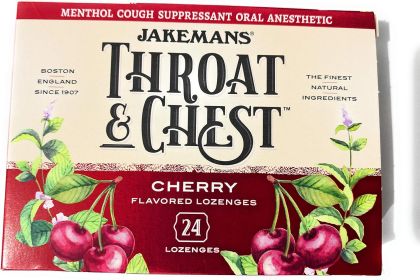 MENTHOL COUGH SUPPRESSANT ORAL ANESTHETIC
JAKEMANS®
THROAT
& CHEST™
BOSTON
ENGLAND
SINCE 1907
THE FINEST
NATURAL
INGREDIENTS
CHERRY
FLAVORED LOZENGES
24
LOZENGES